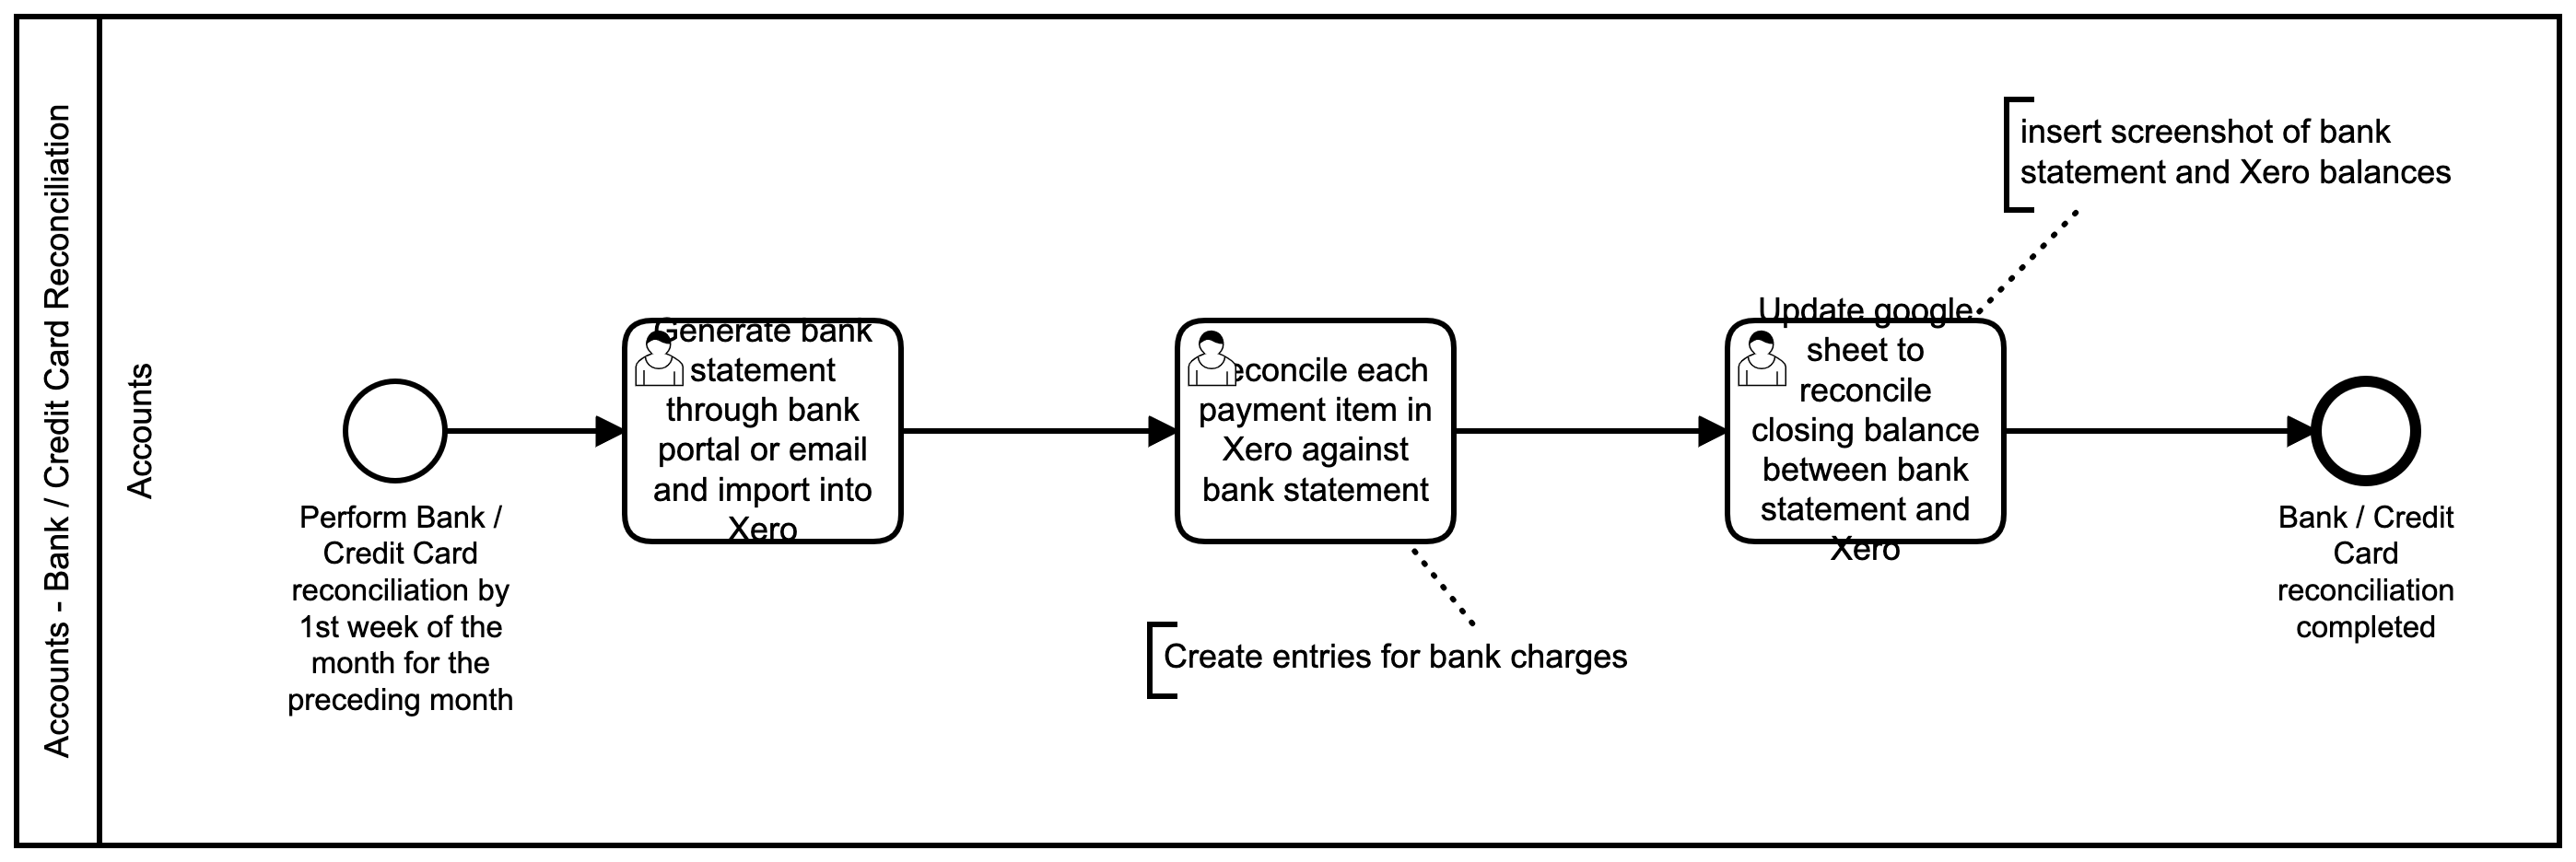 Accounts - Bank / Credit Card Reconciliation
Accounts
Perform Bank /
Credit Card
reconciliation by
1st week of the
month for the
preceding month
Generate bank
statement
through bank
portal or email
and import into
Xero
Reconcile each
payment item in
Xero against
bank statement
Create entries for bank charges
Update google
sheet to
reconcile
closing balance
between bank
statement and
Xero
insert screenshot of bank
statement and Xero balances
Bank / Credit
Card
reconciliation
completed